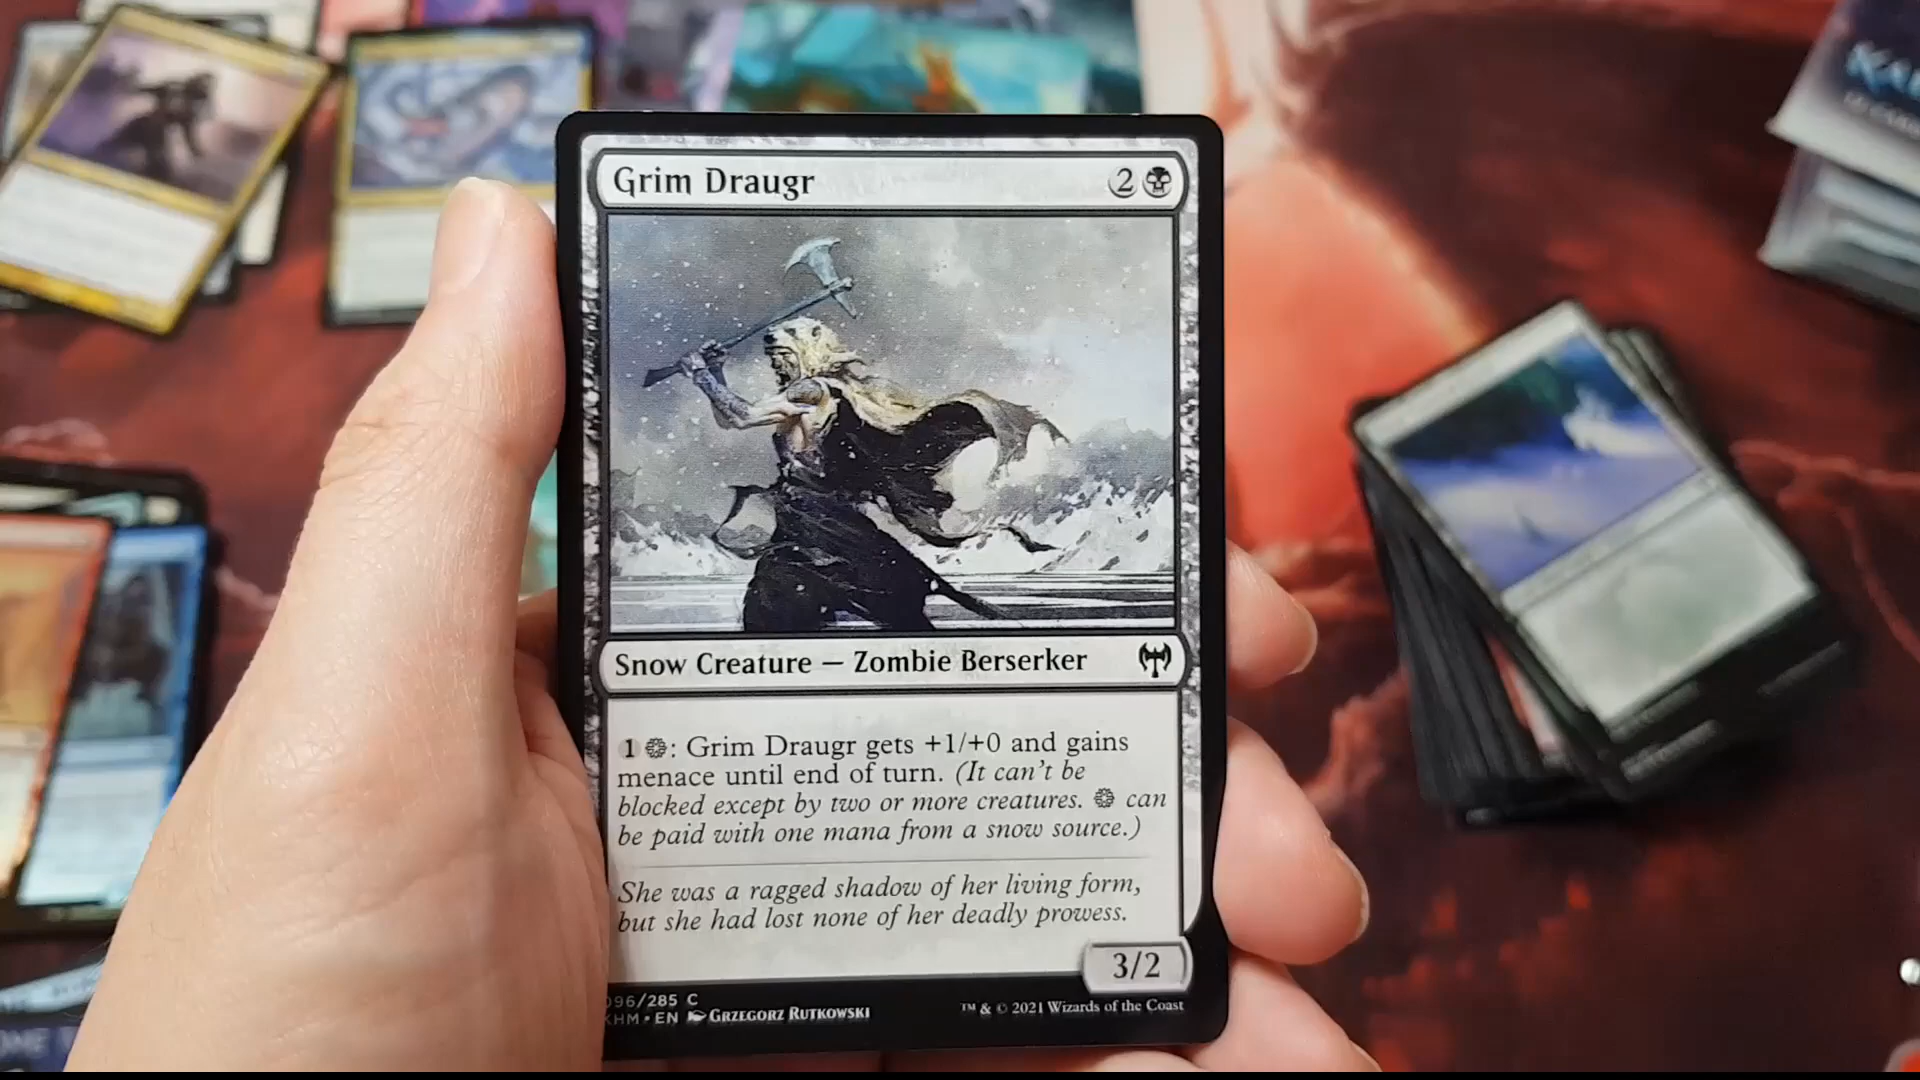 Grim Draugr
2
Snow Creature — Zombie Berserker
1 : Grim Draugr gets +1/+0 and gains
menace until end of turn. (It can't be
blocked except by two or more creatures. can
be paid with one mana from a snow source.)
She was a ragged shadow of her living form,
but she had lost none of her deadly prowess.
3/2
96/285 C
KHM • EN Grzegorz Rutkowski
™ & © 2021 Wizards of the Coast